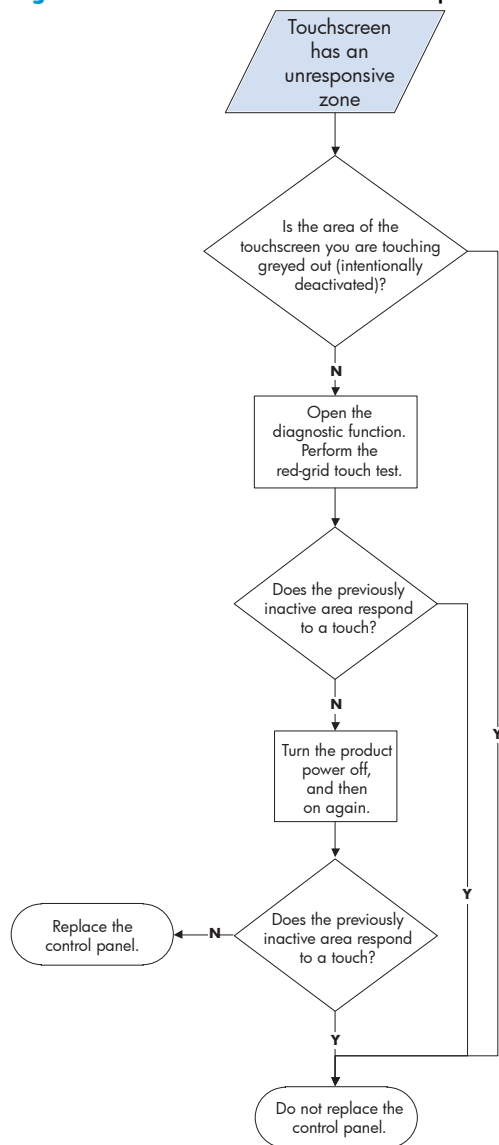 Touchscreen
has an
unresponsive
zone
Is the area of the
touchscreen you are touching
greyed out (intentionally
deactivated)?
N
Open the
diagnostic function.
Perform the
red-grid touch test.
Does the previously
inactive area respond
to a touch?
N
Y
Turn the product
power off,
and then
on again.
Y
Does the previously
inactive area respond
to a touch?
N
Replace the
control panel.
Y
Do not replace the
control panel.